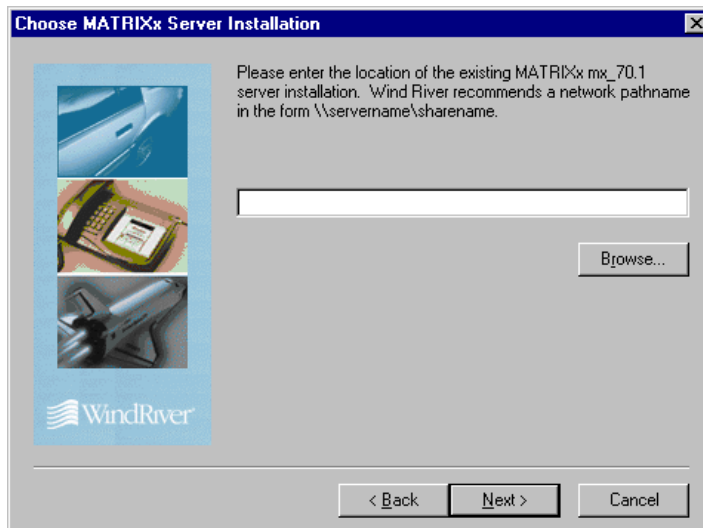 Choose MATRIXx Server Installation
Please enter the location of the existing MATRIXx mx_70.1
server installation. Wind River recommends a network pathname
in the form \\servername\sharename.
Browse...
WindRiver
< Back
Next >
Cancel